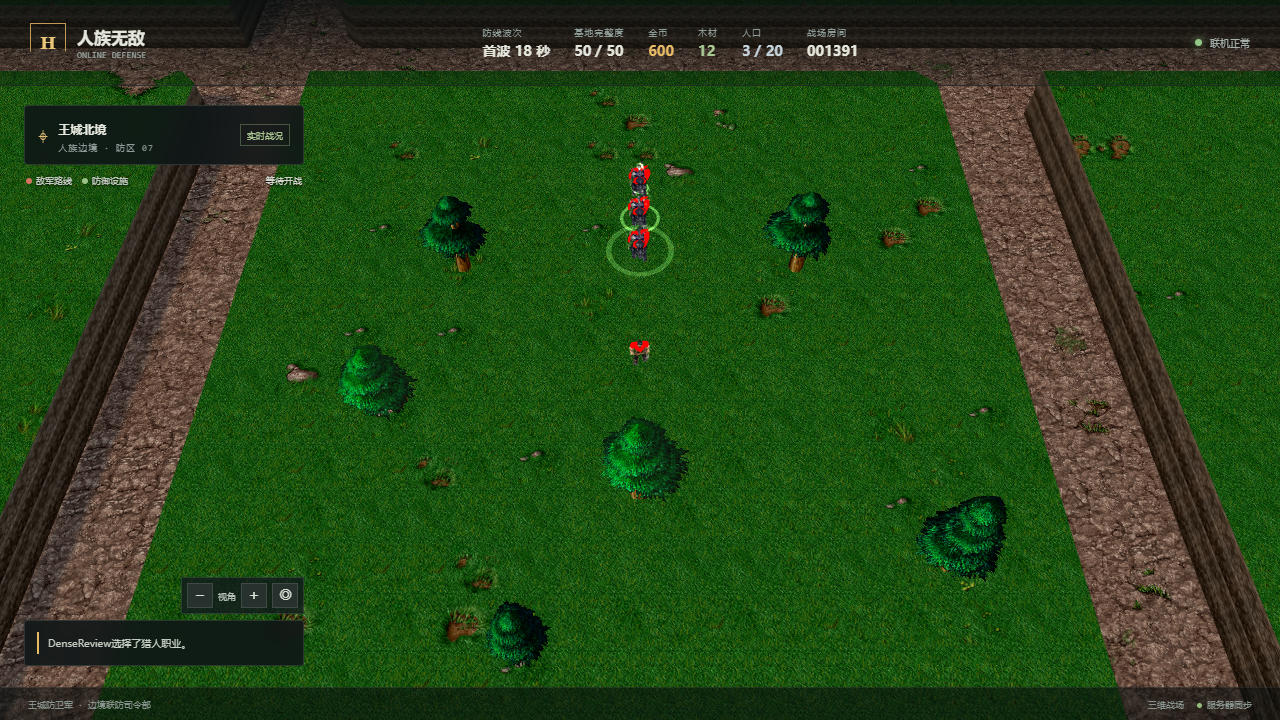 H
人族无敌
ONLINE DEFENSE
防线波次
首波 18 秒
基地完整度
50 / 50
金币
600
木材
12
人口
3 / 20
战场房间
001391
联机正常
王城北境
人族边境 · 防区 07
实时战况
敌军路线
防御设施
等待开战
− 视角 +
DenseReview选择了猎人职业。
王城防卫军 · 边境联防司令部
三维战场
服务器同步